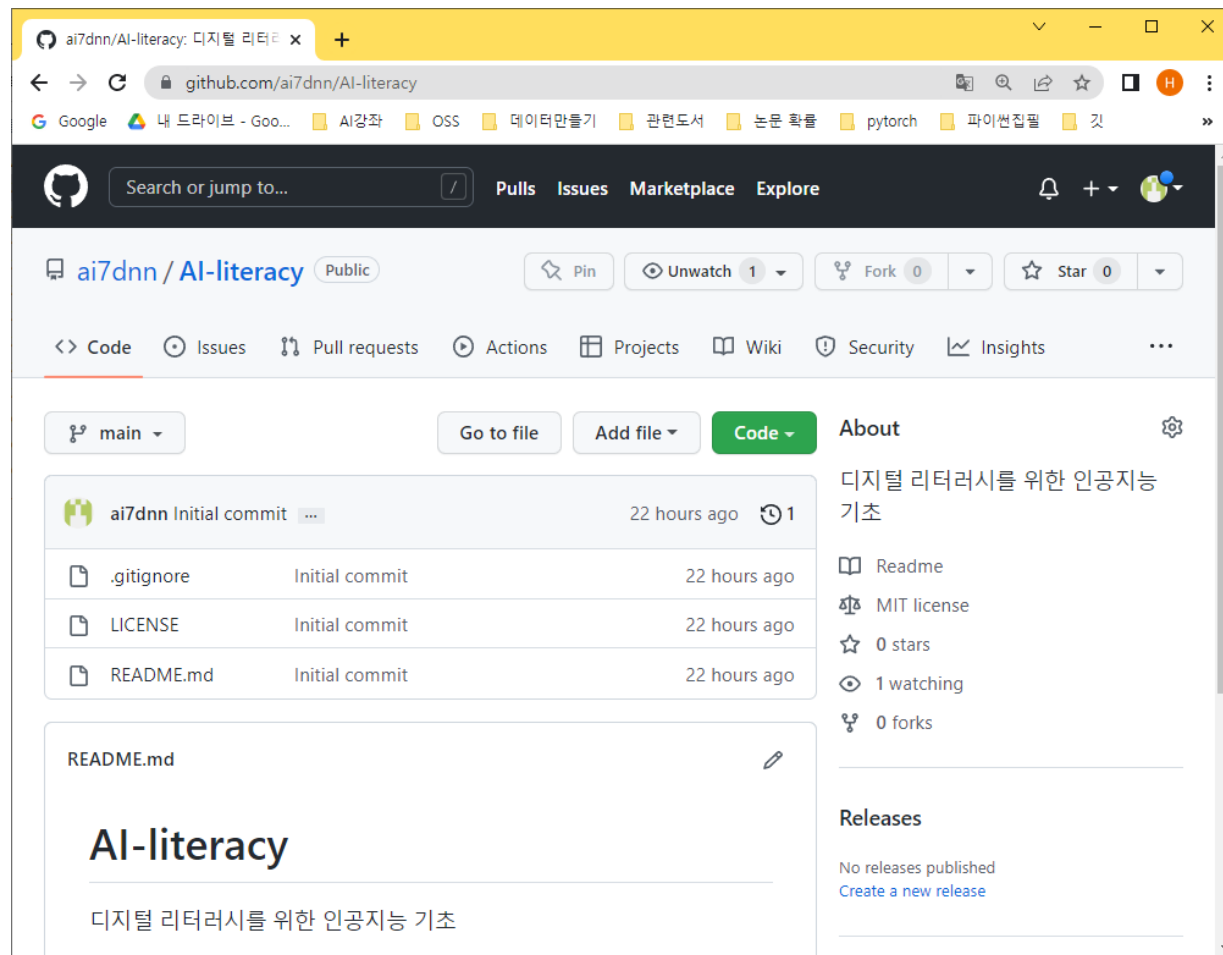 ai7dnn/AI-literacy: 디지털 리터러
github.com/ai7dnn/AI-literacy
H
Google 내 드라이브 - Goo... AI강좌 OSS 데이터만들기 관련도서 논문 확률 pytorch 파이썬집필 깃 »
Search or jump to... / Pulls Issues Marketplace Explore
ai7dnn / AI-literacy Public Pin Unwatch 1 Fork 0 Star 0
Code Issues Pull requests Actions Projects Wiki Security Insights ...
main Go to file Add file Code
ai7dnn Initial commit ... 22 hours ago 1
.gitignore Initial commit 22 hours ago
LICENSE Initial commit 22 hours ago
README.md Initial commit 22 hours ago
README.md
AI-literacy
디지털 리터러시를 위한 인공지능 기초
About
디지털 리터러시를 위한 인공지능
기초
Readme
MIT license
0 stars
1 watching
0 forks
Releases
No releases published
Create a new release